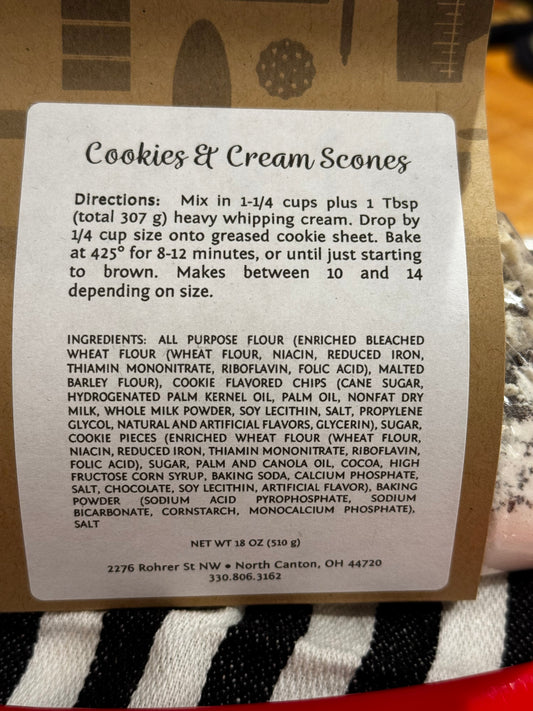 Cookies & Cream Scones
Directions: Mix in 1-1/4 cups plus 1 Tbsp
(total 307 g) heavy whipping cream. Drop by
1/4 cup size onto greased cookie sheet. Bake
at 425° for 8-12 minutes, or until just starting
to brown. Makes between 10 and 14
depending on size.
INGREDIENTS: ALL PURPOSE FLOUR (ENRICHED BLEACHED
WHEAT FLOUR (WHEAT FLOUR, NIACIN, REDUCED IRON,
THIAMIN MONONITRATE, RIBOFLAVIN, FOLIC ACID), MALTED
BARLEY FLOUR), COOKIE FLAVORED CHIPS (CANE SUGAR,
HYDROGENATED PALM KERNEL OIL, PALM OIL, NONFAT DRY
MILK, WHOLE MILK POWDER, SOY LECITHIN, SALT, PROPYLENE
GLYCOL, NATURAL AND ARTIFICIAL FLAVORS, GLYCERIN), SUGAR,
COOKIE PIECES (ENRICHED WHEAT FLOUR (WHEAT FLOUR,
NIACIN, REDUCED IRON, THIAMIN MONONITRATE, RIBOFLAVIN,
FOLIC ACID), SUGAR, PALM AND CANOLA OIL, COCOA, HIGH
FRUCTOSE CORN SYRUP, BAKING SODA, CALCIUM PHOSPHATE,
SALT, CHOCOLATE, SOY LECITHIN, ARTIFICIAL FLAVOR), BAKING
POWDER (SODIUM ACID PYROPHOSPHATE, SODIUM
BICARBONATE, CORNSTARCH, MONOCALCIUM PHOSPHATE),
SALT
NET WT 18 OZ (510 g)
2276 Rohrer St NW • North Canton, OH 44720
330.806.3162